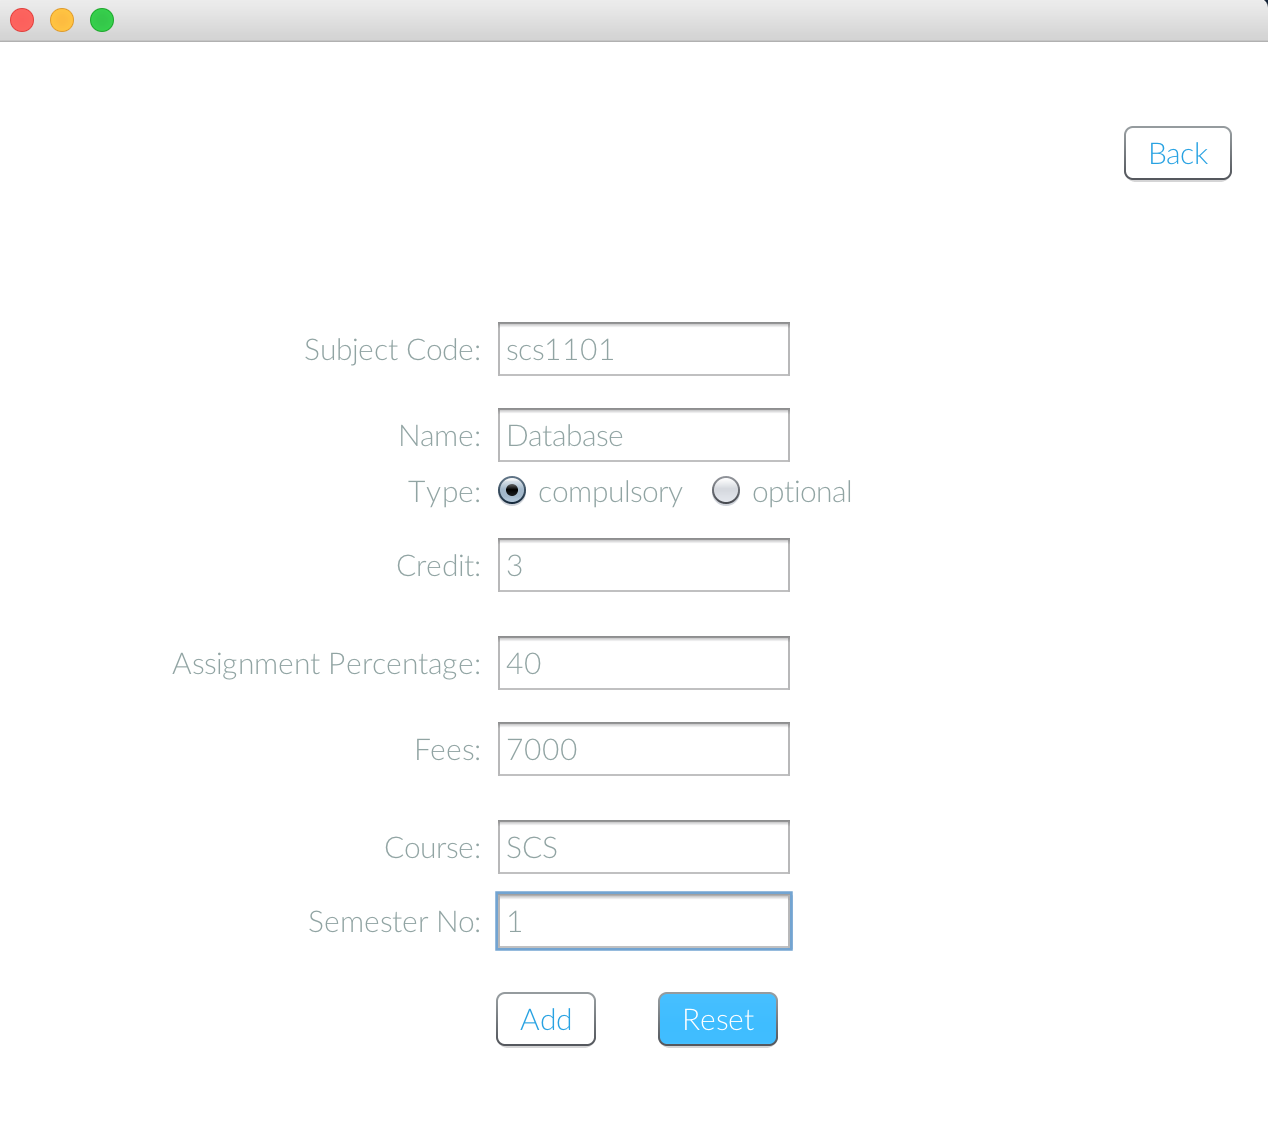 Back
Subject Code: scs1101
Name: Database
Type: compulsory optional
Credit: 3
Assignment Percentage: 40
Fees: 7000
Course: SCS
Semester No: 1
Add Reset